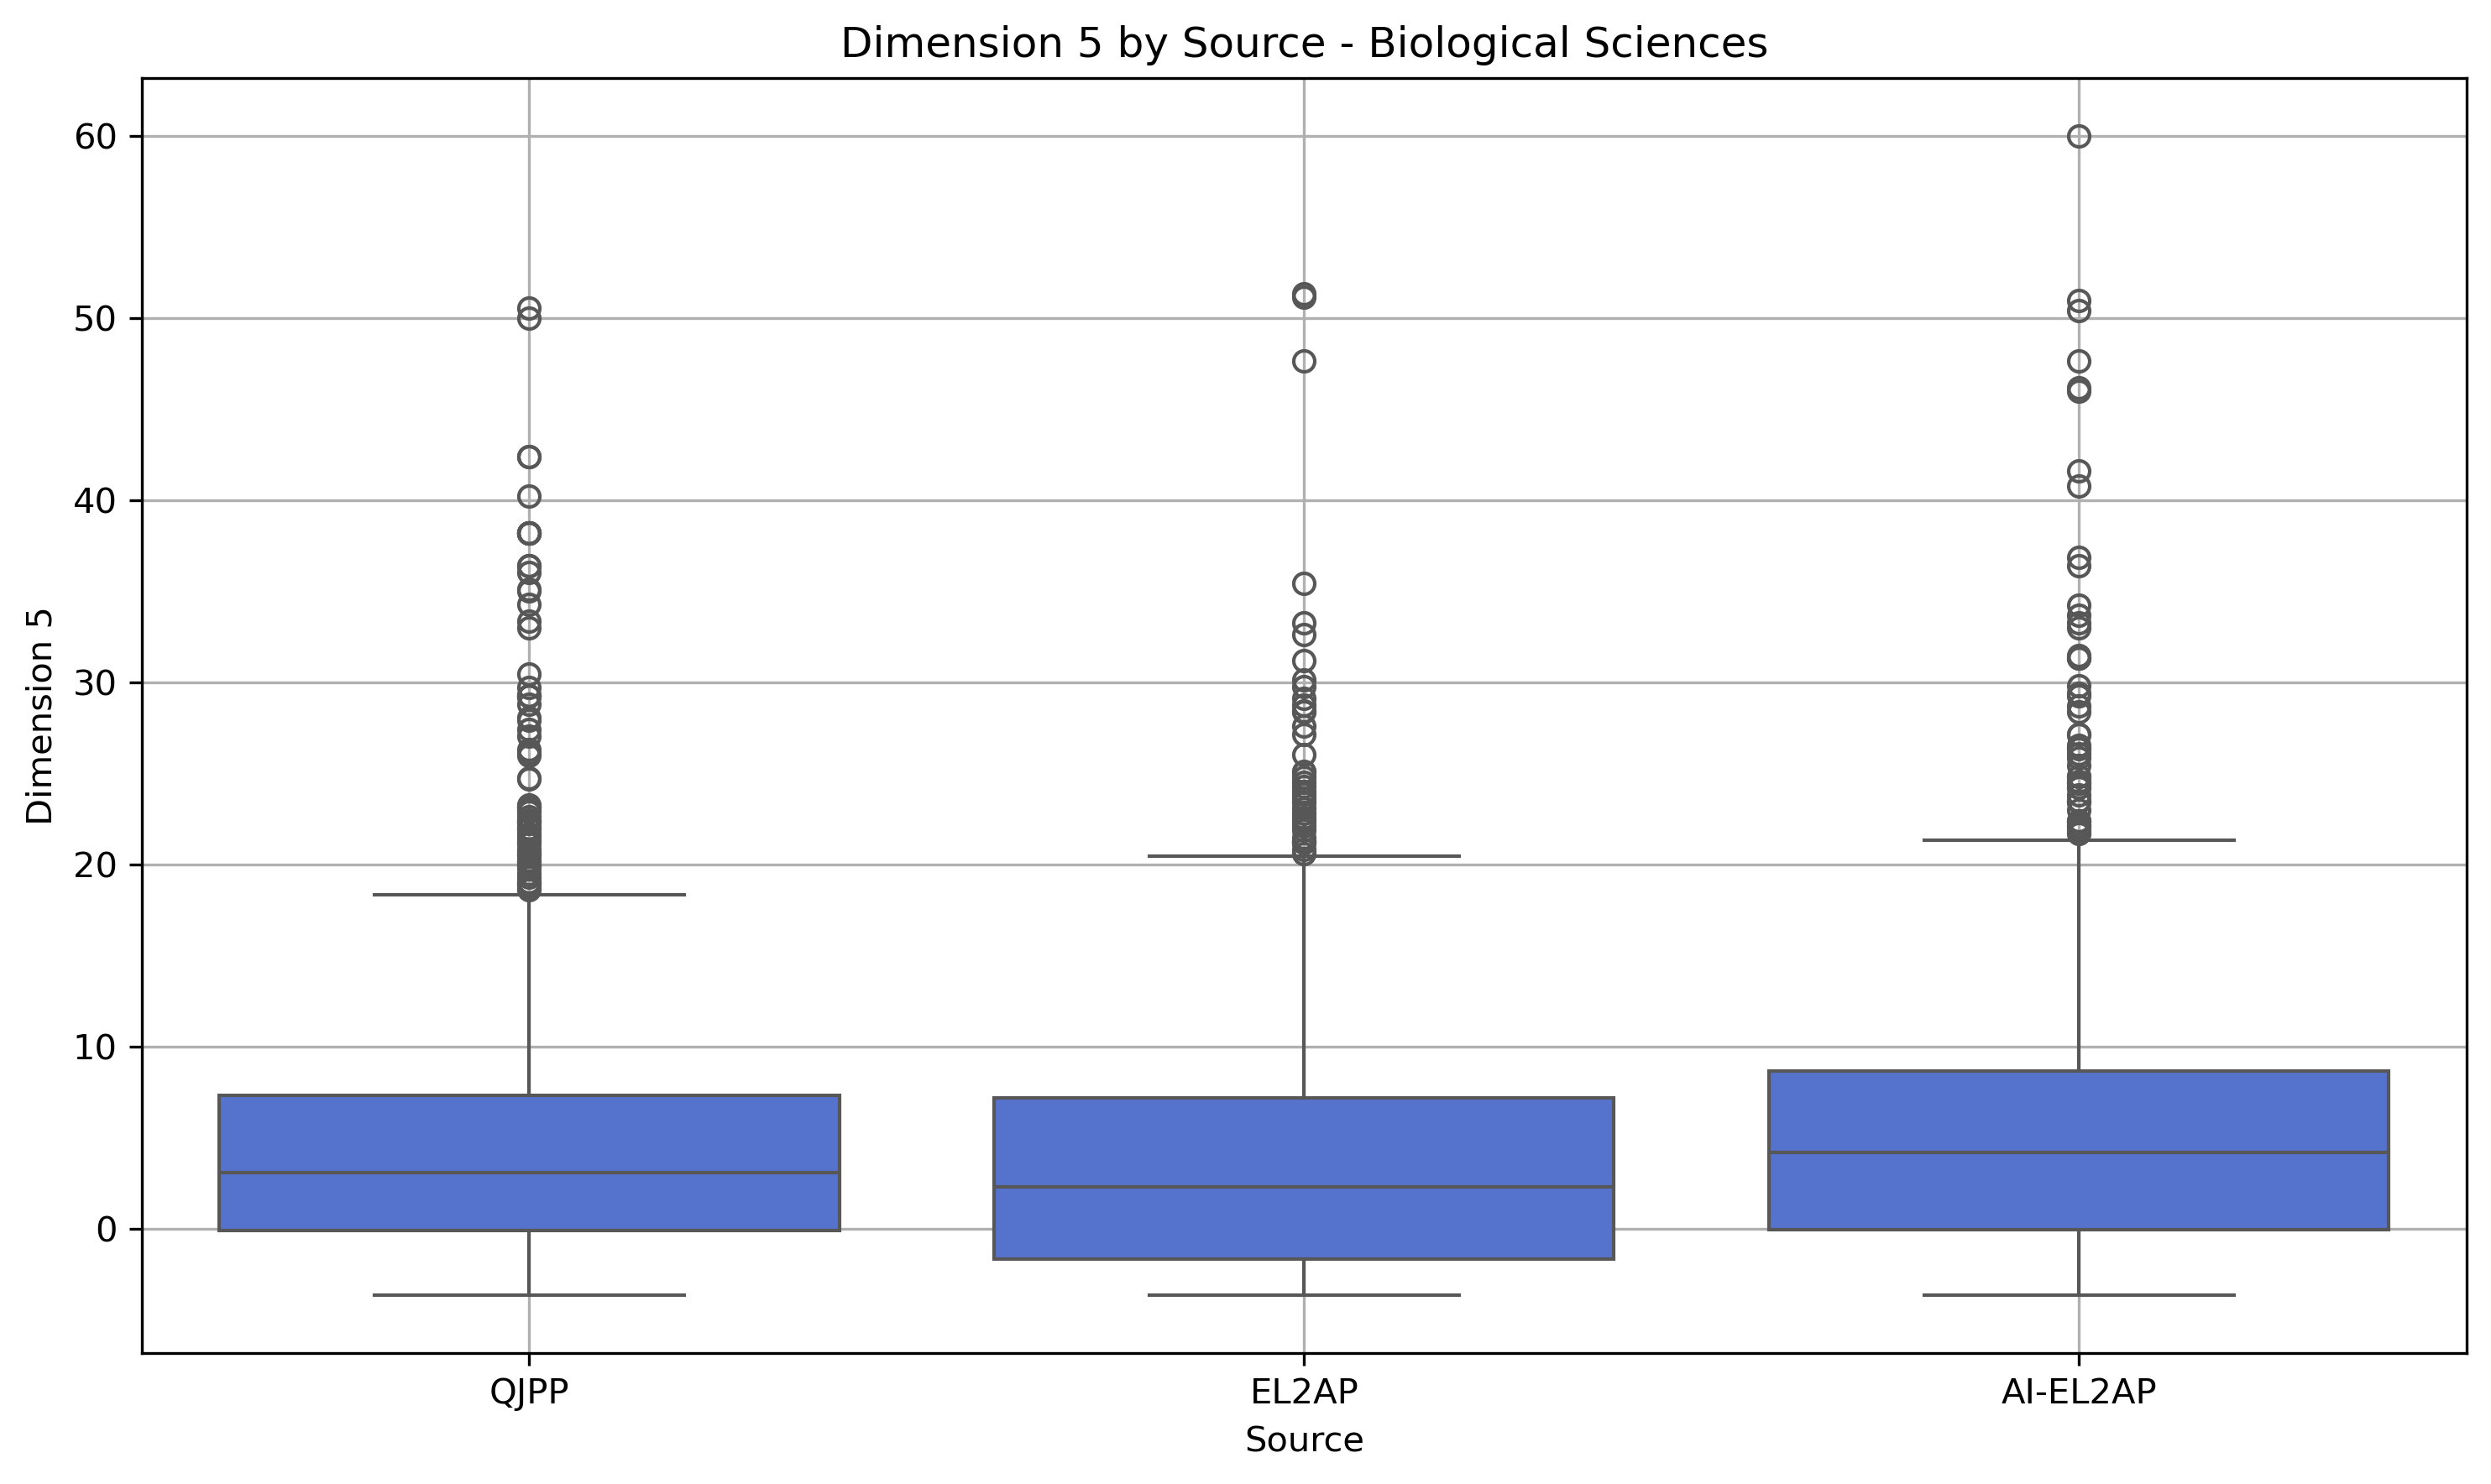 Dimension 5 by Source - Biological Sciences
60
50
40
30
20
10
0
Dimension 5
QJPP
EL2AP
AI-EL2AP
Source